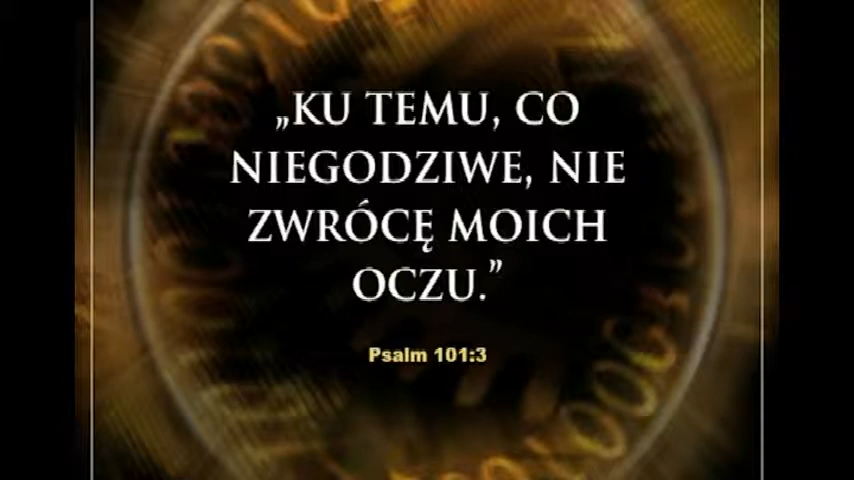 „KU TEMU, CO
NIEGODZIWE, NIE
ZWRÓCĘ MOICH
OCZU.”
Psalm 101:3